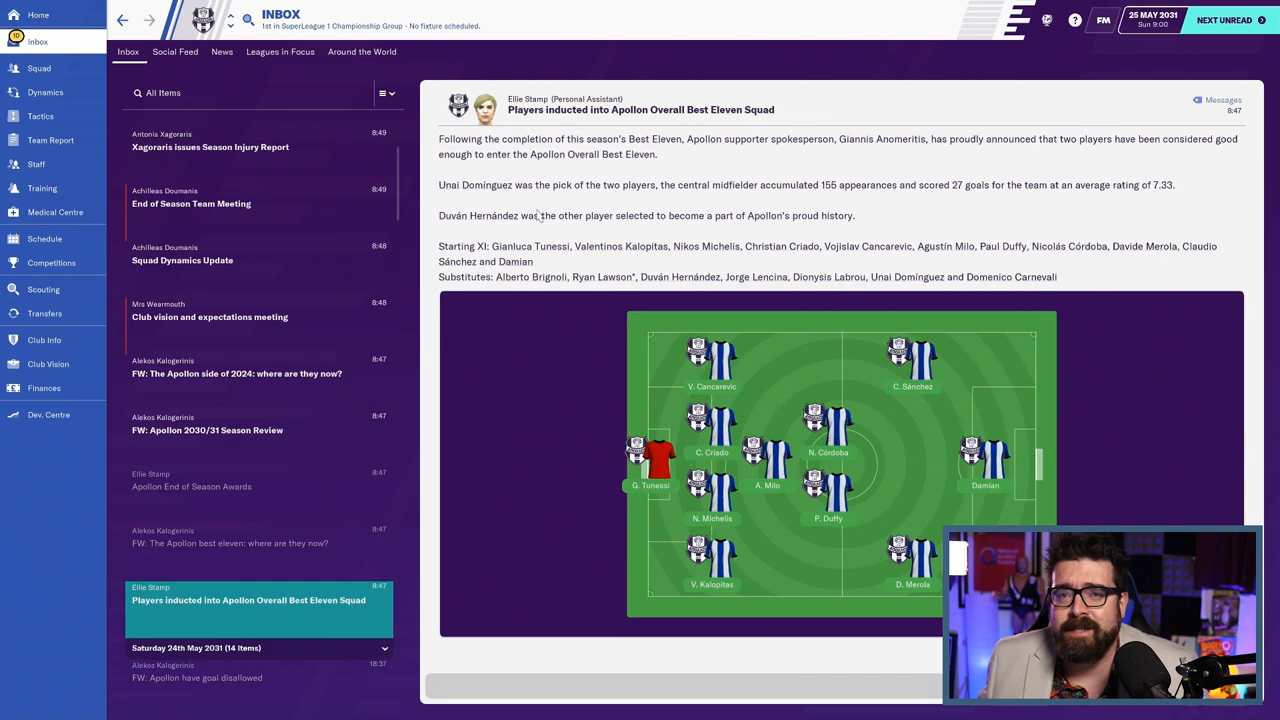 Home
10
Inbox
Squad
Dynamics
Tactics
Team Report
Staff
Training
Medical Centre
Schedule
Competitions
Scouting
Transfers
Club Info
Club Vision
Finances
Dev. Centre
INBOX
1st in SuperLeague 1 Championship Group - No fixture scheduled.
FM
25 MAY 2031
Sun 9:00
NEXT UNREAD
Inbox
Social Feed
News
Leagues in Focus
Around the World
All Items
Antonis Xagoraris 8:49
Xagoraris issues Season Injury Report
Achilleas Doumanis 8:49
End of Season Team Meeting
Achilleas Doumanis 8:48
Squad Dynamics Update
Mrs Wearmouth 8:48
Club vision and expectations meeting
Alekos Kalogerinis 8:47
FW: The Apollon side of 2024: where are they now?
Alekos Kalogerinis 8:47
FW: Apollon 2030/31 Season Review
Ellie Stamp 8:47
Apollon End of Season Awards
Alekos Kalogerinis 8:47
FW: The Apollon best eleven: where are they now?
Ellie Stamp 8:47
Players inducted into Apollon Overall Best Eleven Squad
Saturday 24th May 2031 (14 Items)
Alekos Kalogerinis 18:37
FW: Apollon have goal disallowed
Ellie Stamp (Personal Assistant)
Players inducted into Apollon Overall Best Eleven Squad
Messages
8:47
Following the completion of this season's Best Eleven, Apollon supporter spokesperson, Giannis Anomeritis, has proudly announced that two players have been considered good
enough to enter the Apollon Overall Best Eleven.
Unai Domínguez was the pick of the two players, the central midfielder accumulated 155 appearances and scored 27 goals for the team at an average rating of 7.33.
Duván Hernández was the other player selected to become a part of Apollon's proud history.
Starting XI: Gianluca Tunessi, Valentinos Kalopitas, Nikos Michelis, Christian Criado, Vojislav Cancarevic, Agustín Milo, Paul Duffy, Nicolás Córdoba, Davide Merola, Claudio
Sánchez and Damian
Substitutes: Alberto Brignoli, Ryan Lawson*, Duván Hernández, Jorge Lencina, Dionysis Labrou, Unai Domínguez and Domenico Carnevali
V. Cancarevic
C. Sánchez
C. Criado
N. Córdoba
G. Tunessi
A. Milo
Damian
N. Michelis
P. Duffy
V. Kalopitas
D. Merola